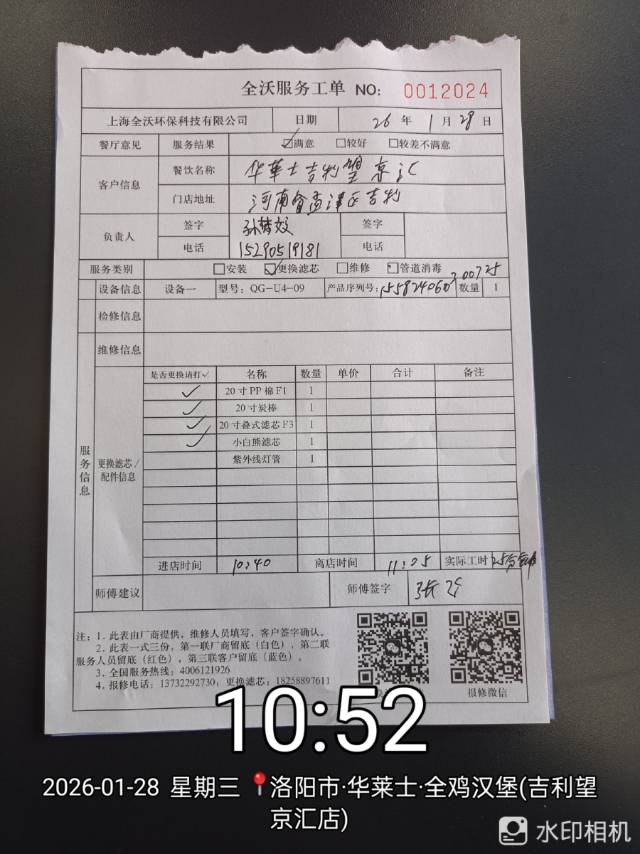 全沃服务工单 NO: 0012024
上海全沃环保科技有限公司 日期 26 年 1 月 28 日
餐厅意见 服务结果 ☑满意 □较好 □较差不满意
客户信息 餐饮名称 华莱士吉利望京汇
门店地址 河南省孟津区吉利
负责人 签字 签字
电话 15290519181 电话
服务类别 □安装 ☑更换滤芯 □维修 □管道消毒
设备信息 设备一 型号: QG-U4-09 产品序列号: 数量 1
检修信息
维修信息
服务信息 更换滤芯/配件信息
是否更换请打✓ 名称 数量 单价 合计 备注
✓ 20寸PP棉F1 1
✓ 20寸炭棒 1
✓ 20寸叠式滤芯F3 1
✓ 小白熊滤芯 1
紫外线灯管 1
进店时间 10:40 离店时间 11:05 实际工时 25分钟
师傅建议 师傅签字 张
注: 1. 此表由厂商提供, 维修人员填写, 客户签字确认。
2. 此表一式三份, 第一联厂商留底(白色), 第二联
服务人员留底(红色), 第三联客户留底(蓝色)。
3. 全国服务热线: 4006121926
4. 报修电话: 13732292730; 更换滤芯: 18258897611
报修微信
10:52
2026-01-28 星期三 洛阳市·华莱士·全鸡汉堡(吉利望
京汇店)
水印相机